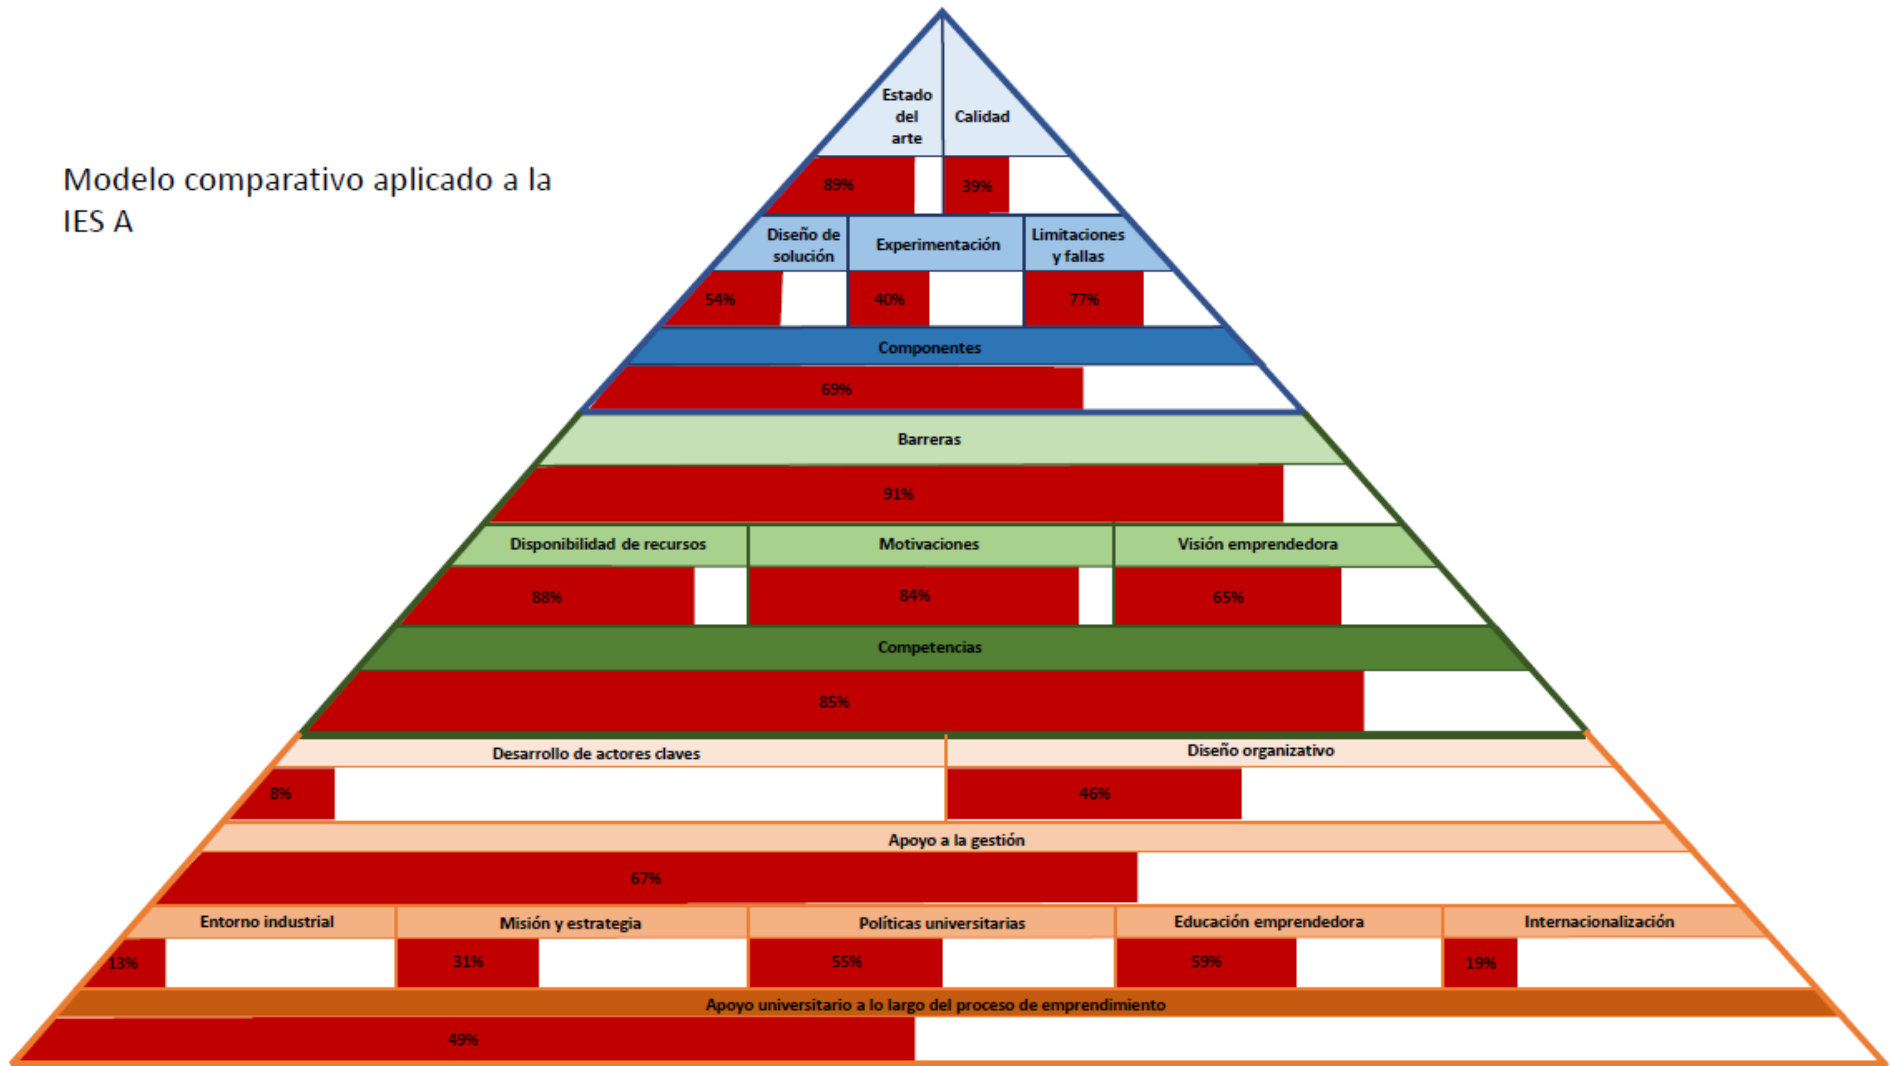 Modelo comparativo aplicado a la
IES A
Estado
del
arte
Calidad
89%
39%
Diseño de
solución
Experimentación
Limitaciones
y fallas
54%
40%
77%
Componentes
69%
Barreras
91%
Disponibilidad de recursos
Motivaciones
Visión emprendedora
88%
84%
65%
Competencias
85%
Desarrollo de actores claves
Diseño organizativo
8%
46%
Apoyo a la gestión
67%
Entorno industrial
Misión y estrategia
Políticas universitarias
Educación emprendedora
Internacionalización
13%
31%
55%
59%
19%
Apoyo universitario a lo largo del proceso de emprendimiento
49%